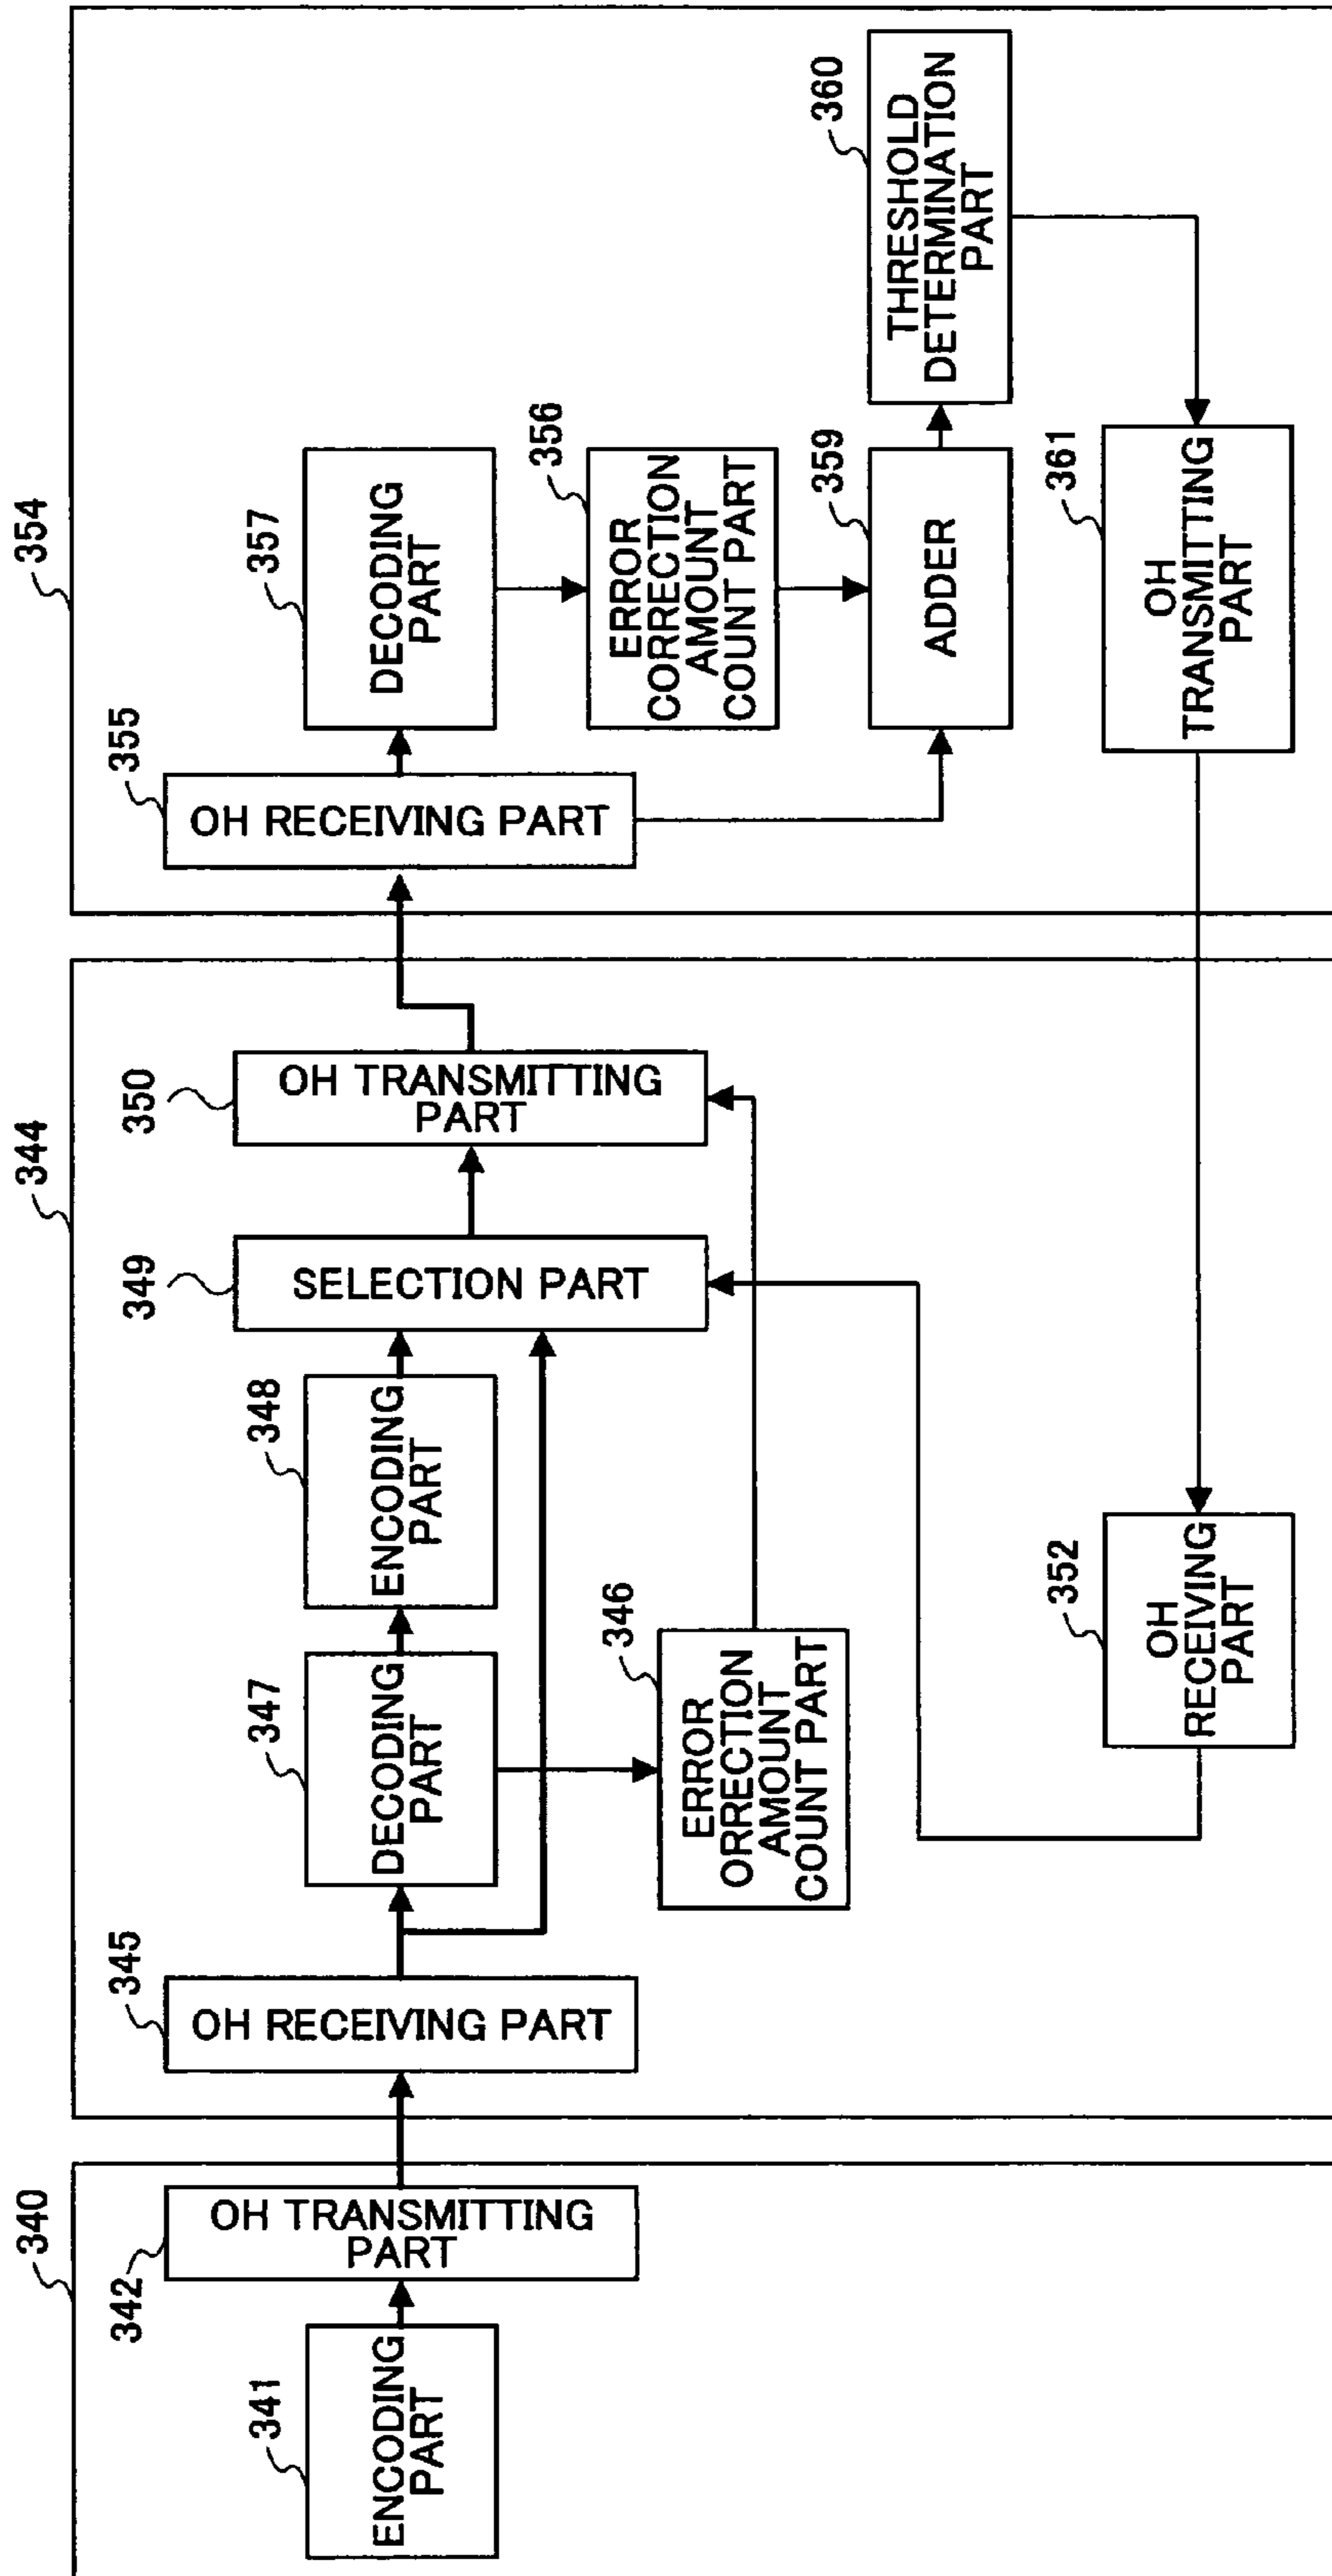 340
341
ENCODING
PART
342
OH TRANSMITTING
PART
344
345
OH RECEIVING PART
347
DECODING
PART
348
ENCODING
PART
349
SELECTION PART
350
OH TRANSMITTING
PART
346
ERROR
ORRECTION
AMOUNT
COUNT PART
352
OH
RECEIVING
PART
354
355
OH RECEIVING PART
357
DECODING
PART
356
ERROR
CORRECTION
AMOUNT
COUNT PART
359
ADDER
360
THRESHOLD
DETERMINATION
PART
361
OH
TRANSMITTING
PART